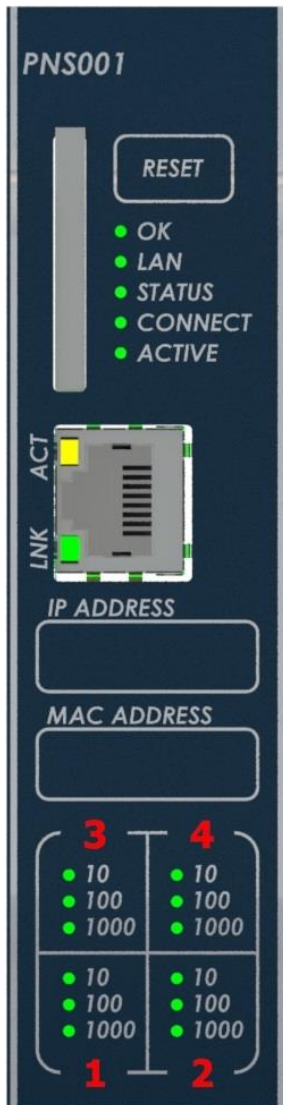 PNS001
RESET
OK
LAN
STATUS
CONNECT
ACTIVE
ACT
LNK
IP ADDRESS
MAC ADDRESS
3 4
10 10
100 100
1000 1000
10 10
100 100
1000 1000
1 2